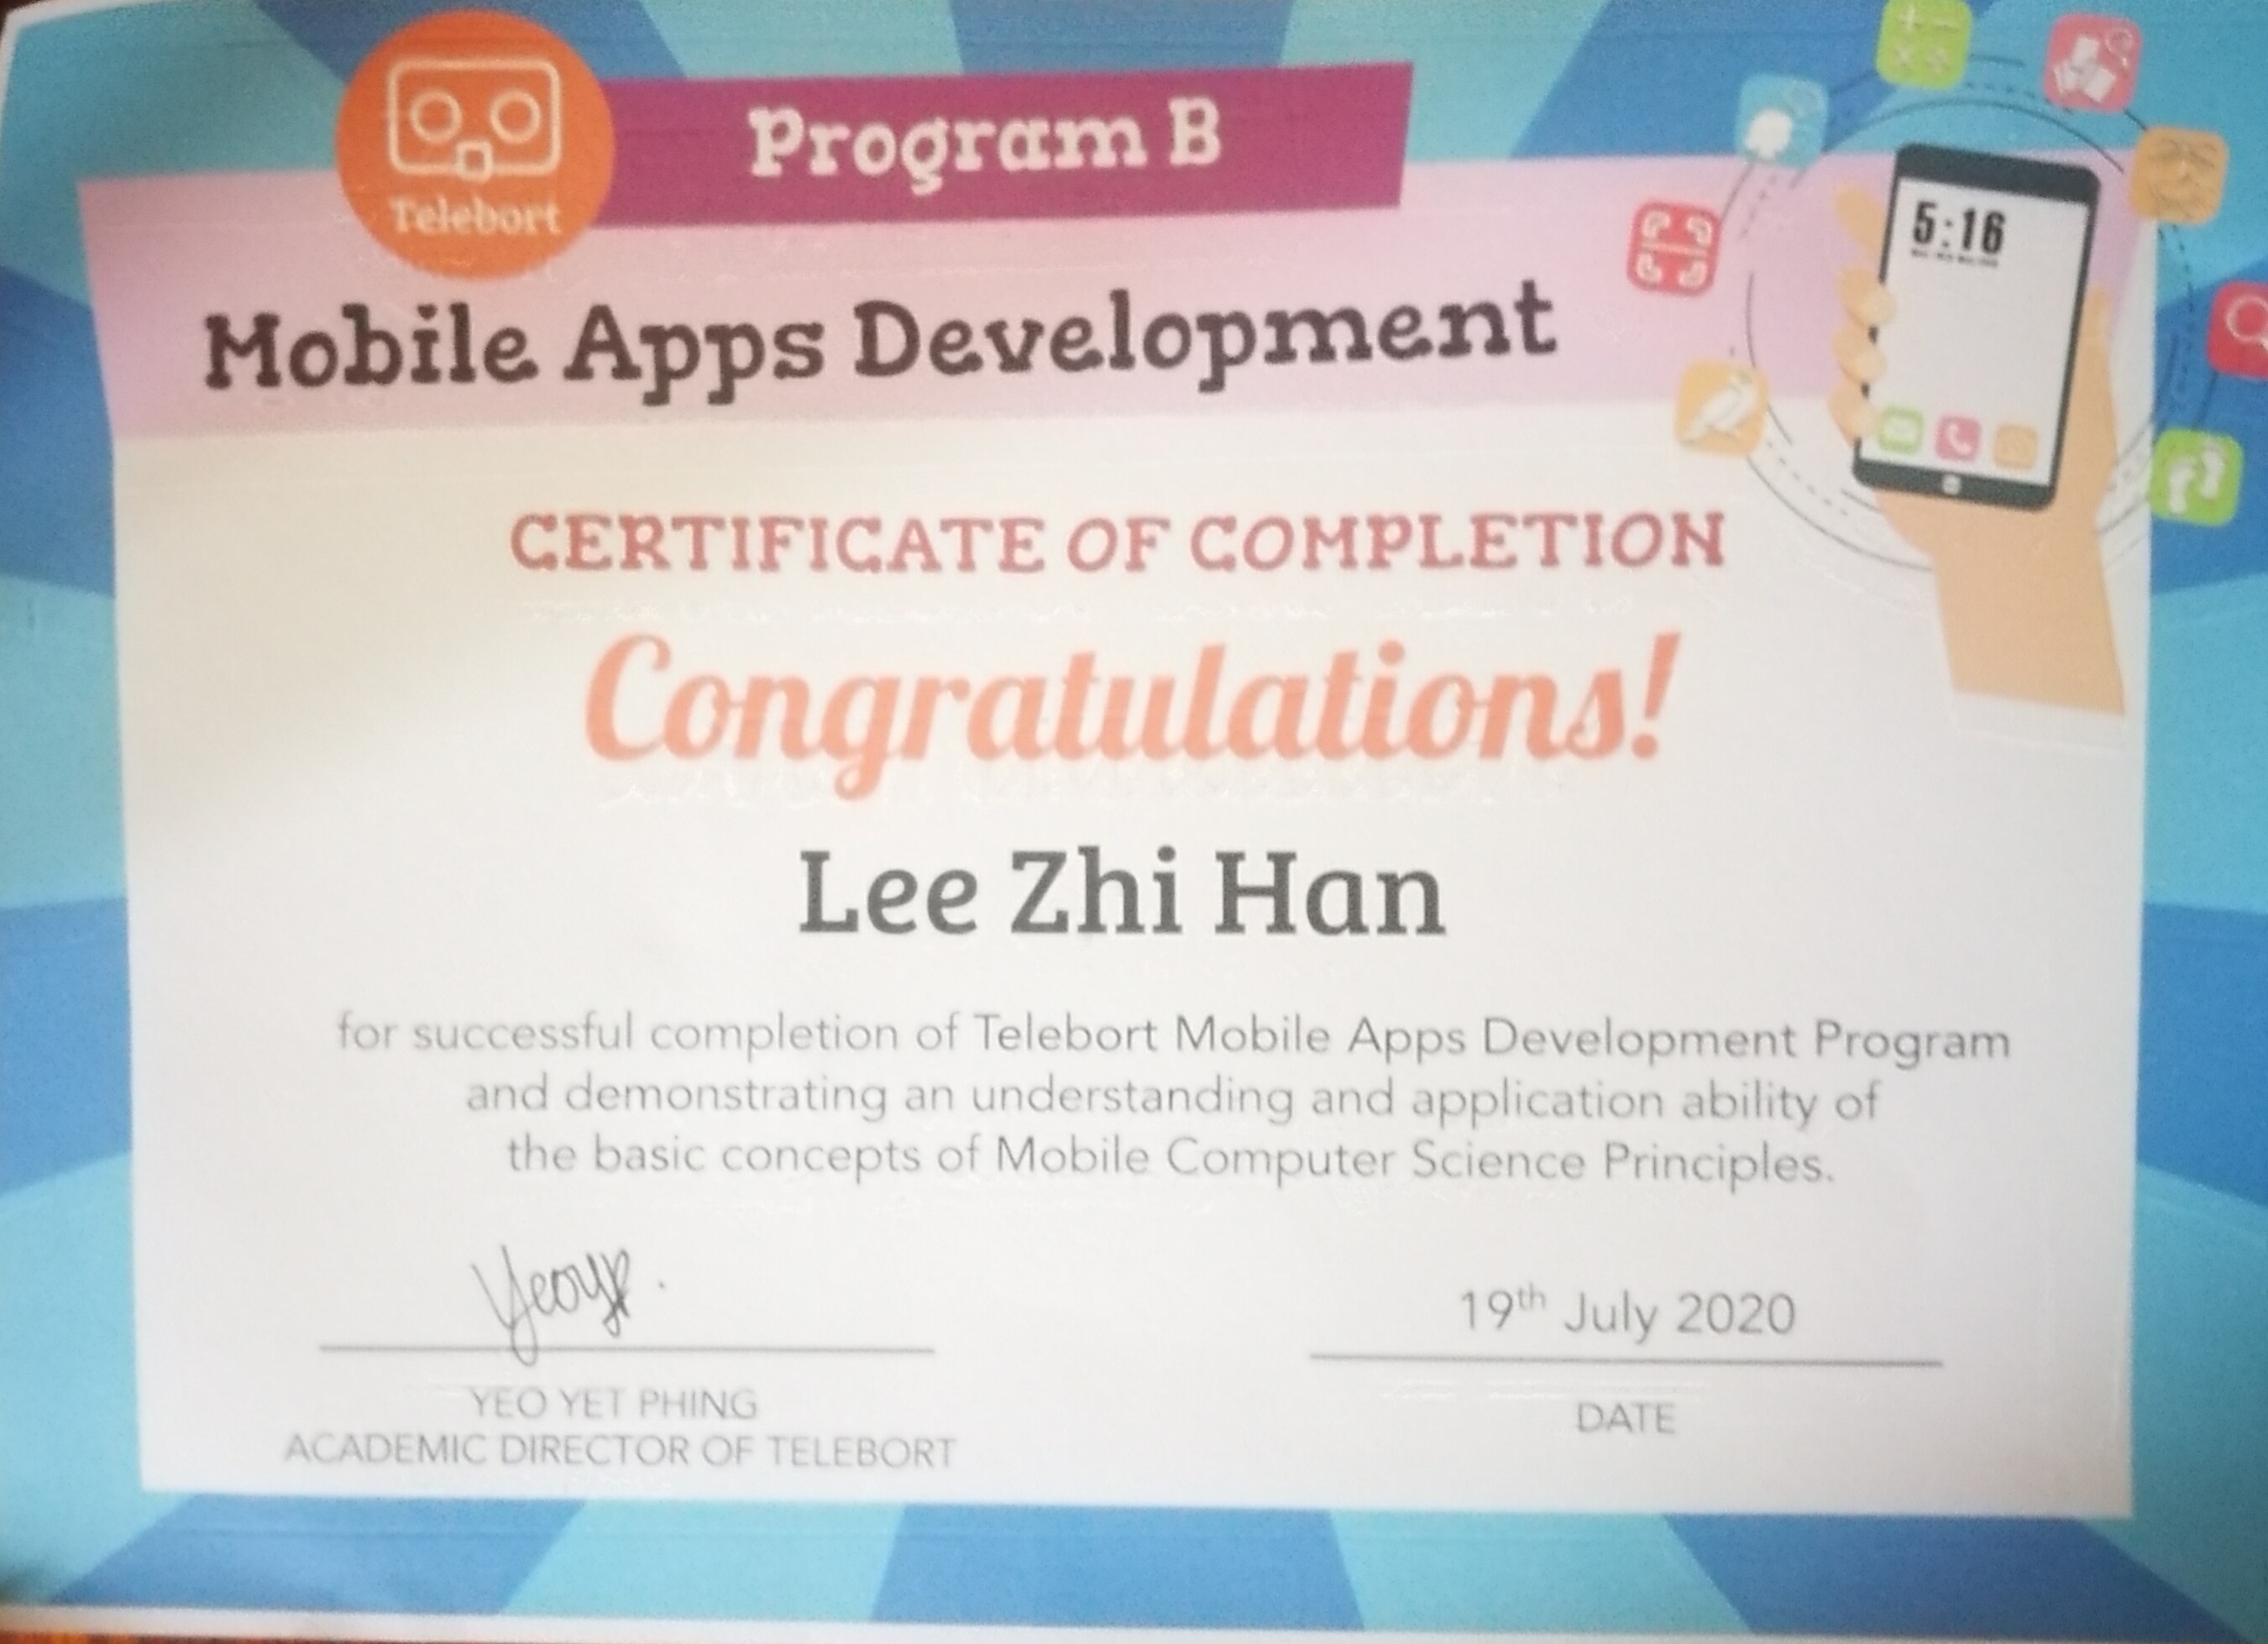 Program B
Telebort
Mobile Apps Development
5:16
CERTIFICATE OF COMPLETION
Congratulations!
Lee Zhi Han
for successful completion of Telebort Mobile Apps Development Program
and demonstrating an understanding and application ability of
the basic concepts of Mobile Computer Science Principles.
Yeoyp.
19th July 2020
YEO YET PHING
DATE
ACADEMIC DIRECTOR OF TELEBORT